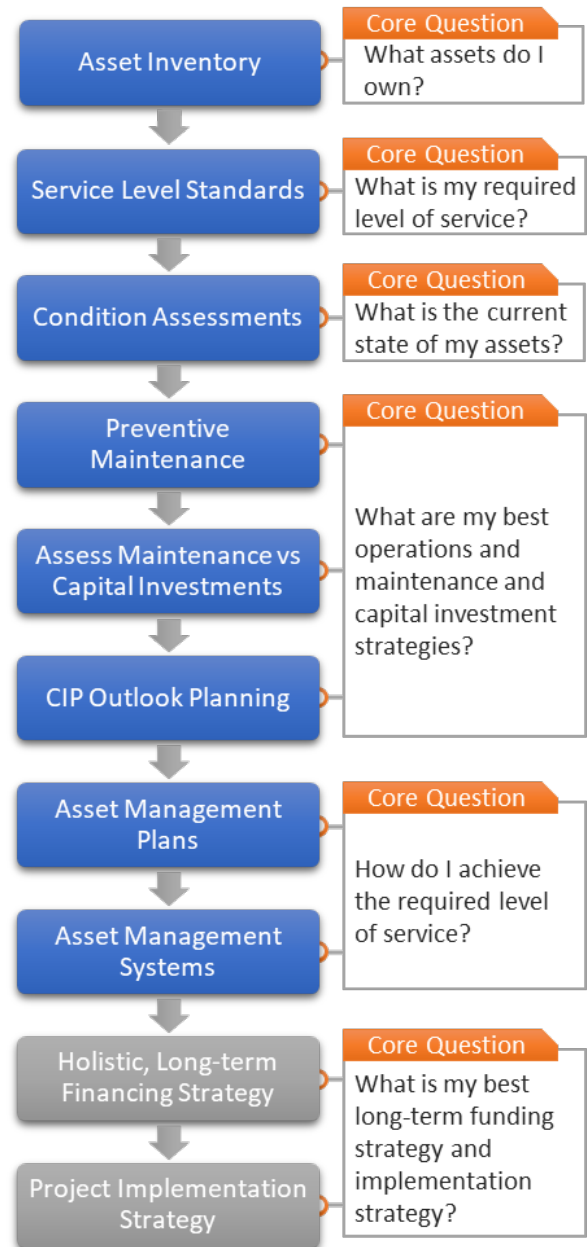 Asset Inventory
Core Question
What assets do I
own?
Service Level Standards
Core Question
What is my required
level of service?
Condition Assessments
Core Question
What is the current
state of my assets?
Preventive
Maintenance
Assess Maintenance vs
Capital Investments
CIP Outlook Planning
Core Question
What are my best
operations and
maintenance and
capital investment
strategies?
Asset Management
Plans
Asset Management
Systems
Core Question
How do I achieve
the required level
of service?
Holistic, Long-term
Financing Strategy
Project Implementation
Strategy
Core Question
What is my best
long-term funding
strategy and
implementation
strategy?